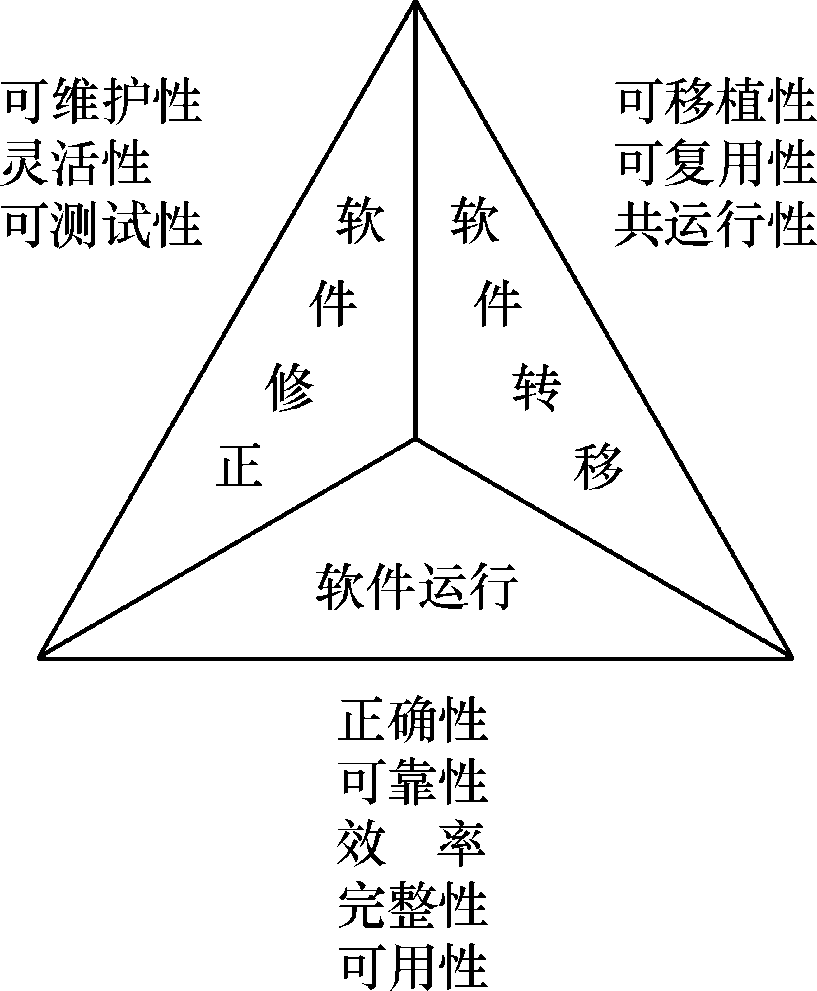 可维护性
灵活性
可测试性
可移植性
可复用性
共运行性
软件修正
软件转移
软件运行
正确性
可靠性
效 率
完整性
可用性